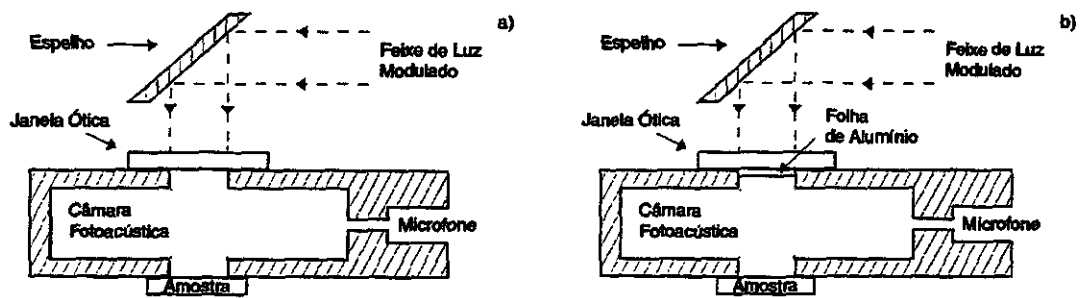 a)
Espelho
Feixe de Luz
Modulado
Janela Ótica
Câmara
Fotoacústica
Microfone
Amostra
b)
Espelho
Feixe de Luz
Modulado
Janela Ótica
Folha
de Alumínio
Câmara
Fotoacústica
Microfone
Amostra